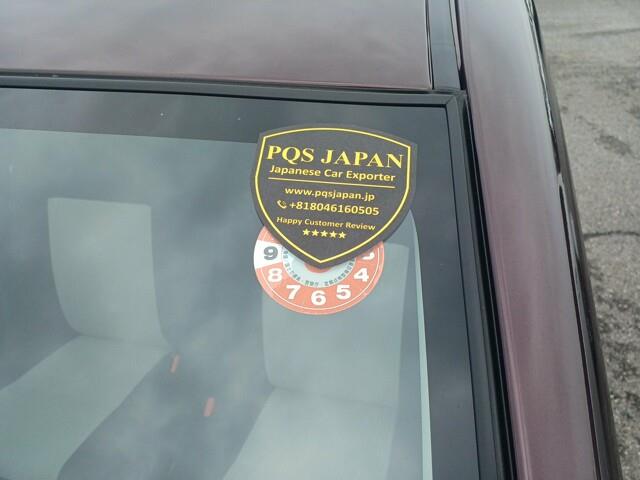 PQS JAPAN
Japanese Car Exporter
www.pqsjapan.jp
+818046160505
Happy Customer Review
9
8
7
6
5
4